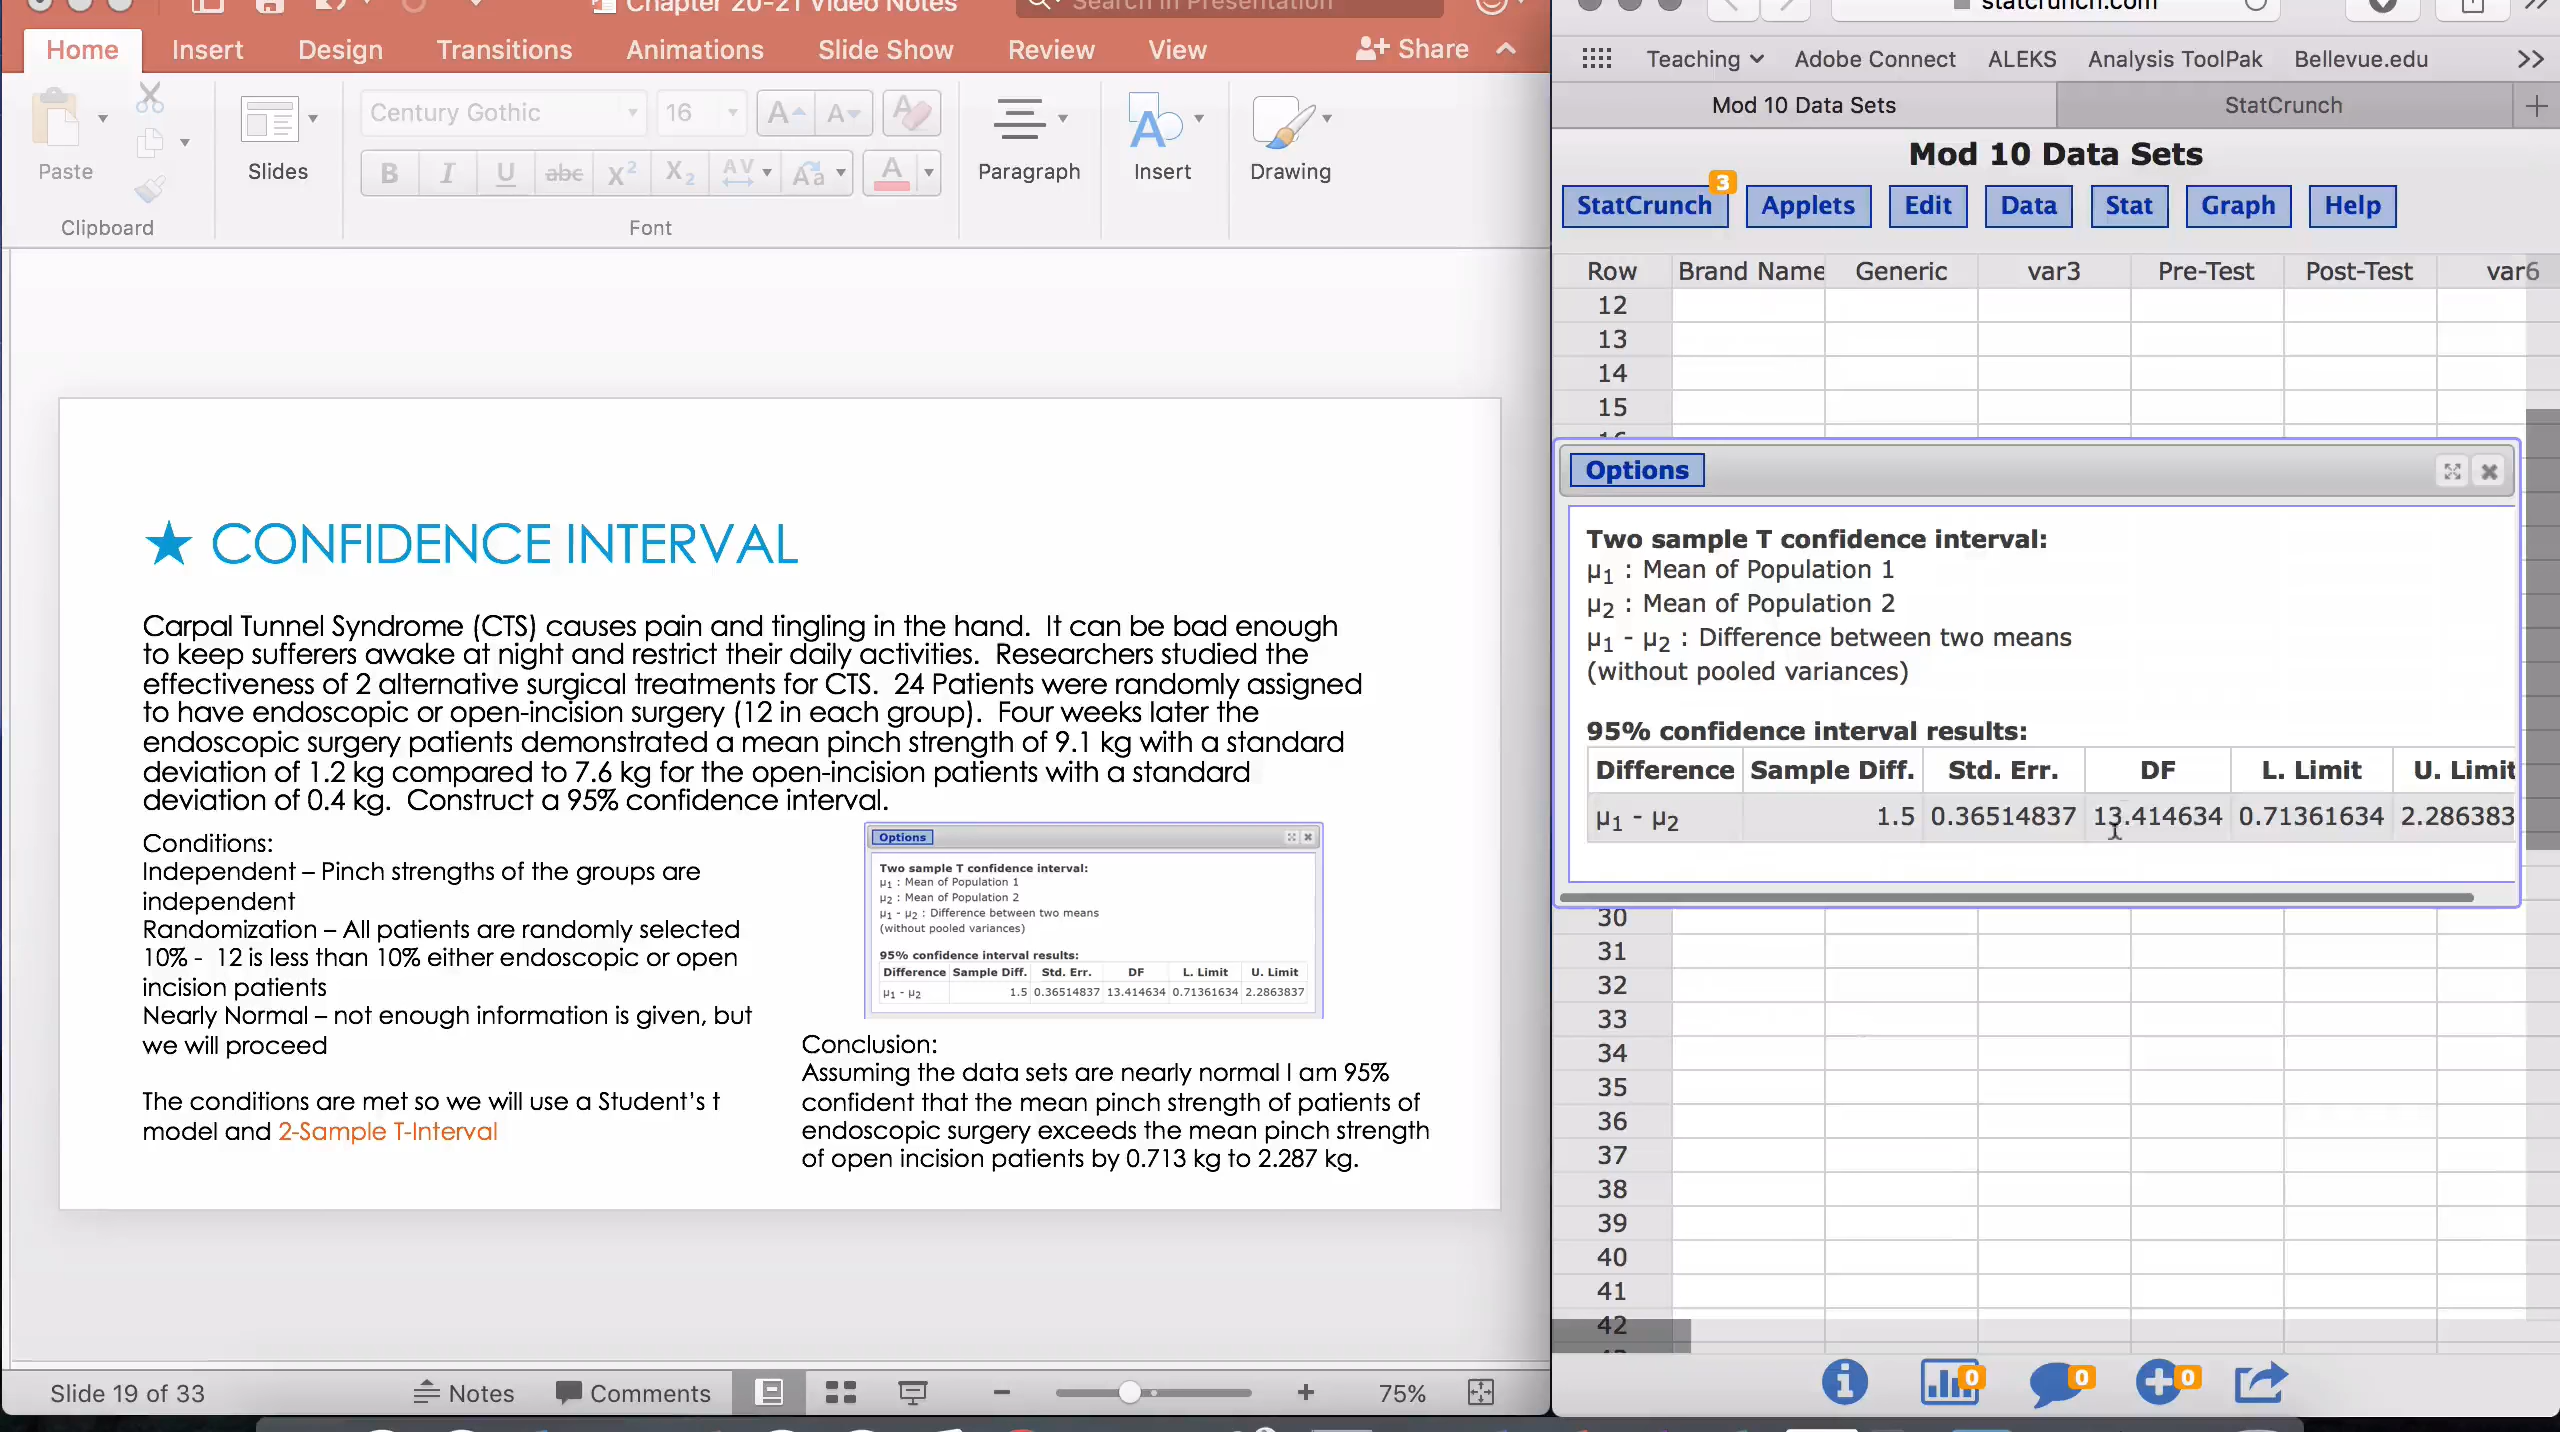 Chapter 20-21 Video Notes
Search in Presentation
Home Insert Design Transitions Animations Slide Show Review View Share
Paste
Clipboard
Slides
Century Gothic 16
B I U abc X² X₂ AV Aa A
Font
Paragraph
Insert
Drawing
★ CONFIDENCE INTERVAL
Carpal Tunnel Syndrome (CTS) causes pain and tingling in the hand. It can be bad enough
to keep sufferers awake at night and restrict their daily activities. Researchers studied the
effectiveness of 2 alternative surgical treatments for CTS. 24 Patients were randomly assigned
to have endoscopic or open-incision surgery (12 in each group). Four weeks later the
endoscopic surgery patients demonstrated a mean pinch strength of 9.1 kg with a standard
deviation of 1.2 kg compared to 7.6 kg for the open-incision patients with a standard
deviation of 0.4 kg. Construct a 95% confidence interval.
Conditions:
Independent – Pinch strengths of the groups are
independent
Randomization – All patients are randomly selected
10% - 12 is less than 10% either endoscopic or open
incision patients
Nearly Normal – not enough information is given, but
we will proceed
The conditions are met so we will use a Student's t
model and 2-Sample T-Interval
Options
Two sample T confidence interval:
μ₁ : Mean of Population 1
μ₂ : Mean of Population 2
μ₁ - μ₂ : Difference between two means
(without pooled variances)
95% confidence interval results:
Difference Sample Diff. Std. Err. DF L. Limit U. Limit
μ₁ - μ₂ 1.5 0.36514837 13.414634 0.71361634 2.2863837
Conclusion:
Assuming the data sets are nearly normal I am 95%
confident that the mean pinch strength of patients of
endoscopic surgery exceeds the mean pinch strength
of open incision patients by 0.713 kg to 2.287 kg.
Slide 19 of 33
Notes
Comments
75%
statcrunch.com
Teaching Adobe Connect ALEKS Analysis ToolPak Bellevue.edu
Mod 10 Data Sets StatCrunch
Mod 10 Data Sets
StatCrunch 3 Applets Edit Data Stat Graph Help
Row Brand Name Generic var3 Pre-Test Post-Test var6
12
13
14
15
Options
Two sample T confidence interval:
μ₁ : Mean of Population 1
μ₂ : Mean of Population 2
μ₁ - μ₂ : Difference between two means
(without pooled variances)
95% confidence interval results:
Difference Sample Diff. Std. Err. DF L. Limit U. Limit
μ₁ - μ₂ 1.5 0.36514837 13.414634 0.71361634 2.286383
30
31
32
33
34
35
36
37
38
39
40
41
42
0 0 0